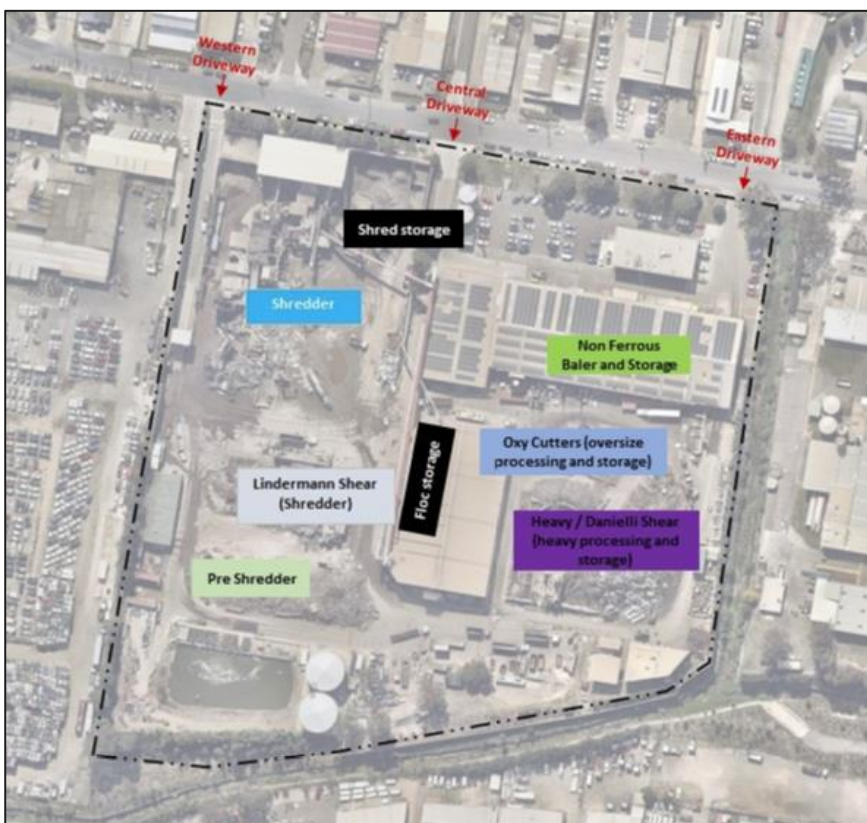 Western
Driveway
Central
Driveway
Eastern
Driveway
Shred storage
Shredder
Non Ferrous
Baler and Storage
Oxy Cutters (oversize
processing and storage)
Lindermann Shear
(Shredder)
Floc storage
Heavy / Danielli Shear
(heavy processing and
storage)
Pre Shredder